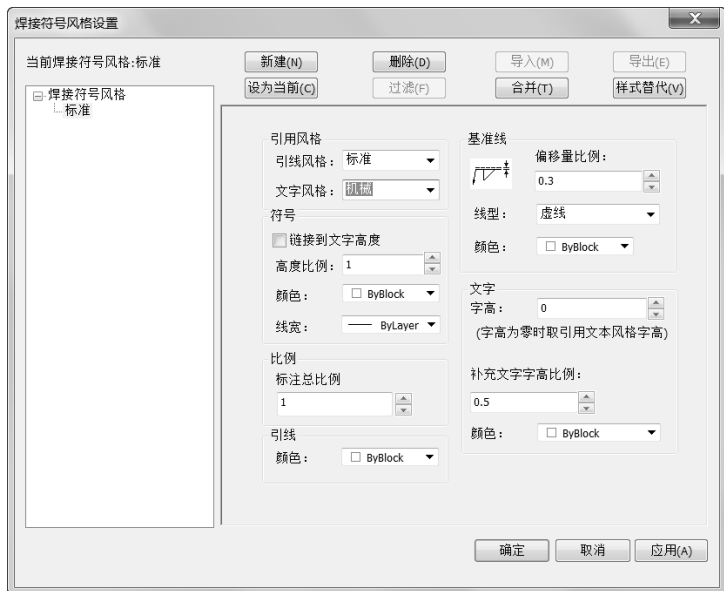 焊接符号风格设置
当前焊接符号风格:标准
新建(N) 删除(D) 导入(M) 导出(E)
设为当前(C) 过滤(F) 合并(T) 样式替代(V)
焊接符号风格
标准
引用风格
引线风格: 标准
文字风格: 机械
符号
链接到文字高度
高度比例: 1
颜色: ByBlock
线宽: ByLayer
比例
标注总比例
1
引线
颜色: ByBlock
基准线
偏移量比例:
0.3
线型: 虚线
颜色: ByBlock
文字
字高: 0
(字高为零时取引用文本风格字高)
补充文字字高比例:
0.5
颜色: ByBlock
确定 取消 应用(A)